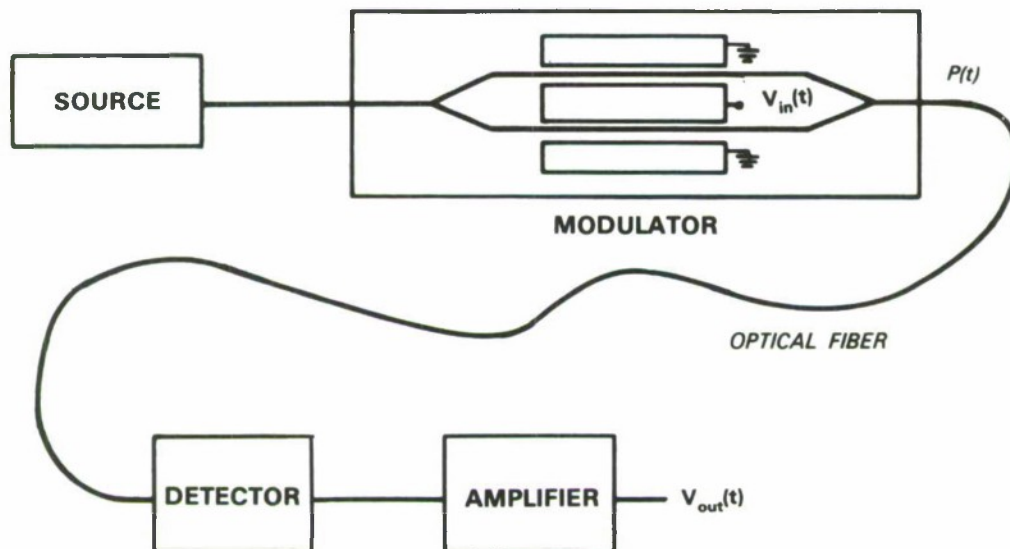 SOURCE
P(t)
V_in(t)
MODULATOR
OPTICAL FIBER
DETECTOR
AMPLIFIER
V_out(t)